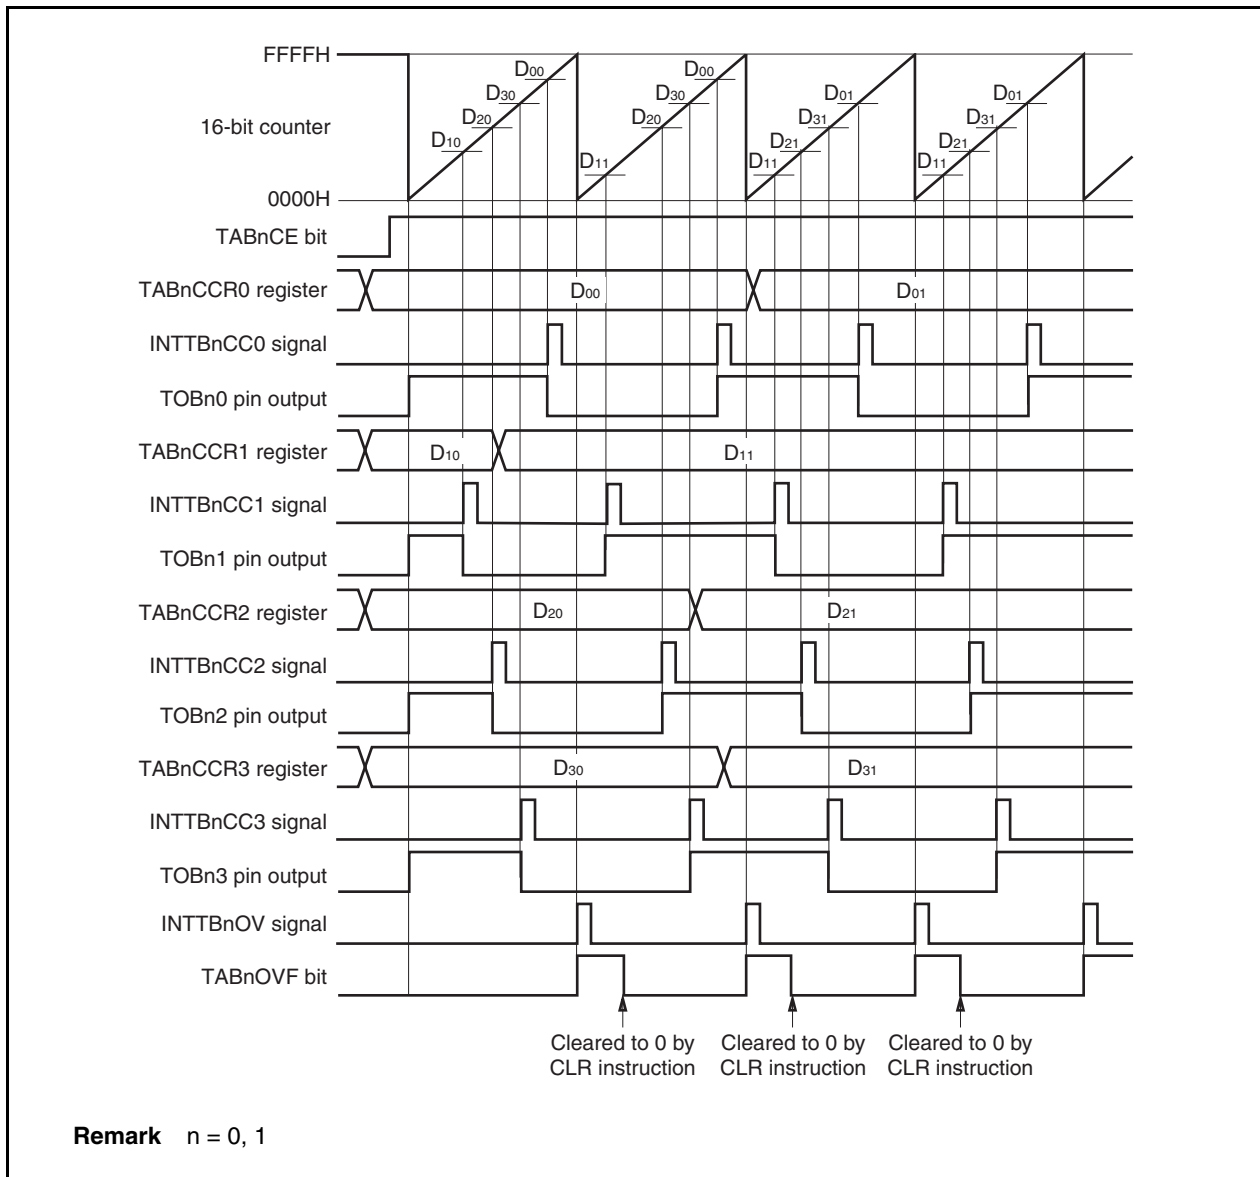 FFFFH
D00 D00
D30 D30 D01 D01
16-bit counter D20 D20 D31 D31
D10 D21 D21
D11 D11 D11
0000H
TABnCE bit
TABnCCR0 register D00 D01
INTTBnCC0 signal
TOBn0 pin output
TABnCCR1 register D10 D11
INTTBnCC1 signal
TOBn1 pin output
TABnCCR2 register D20 D21
INTTBnCC2 signal
TOBn2 pin output
TABnCCR3 register D30 D31
INTTBnCC3 signal
TOBn3 pin output
INTTBnOV signal
TABnOVF bit
Cleared to 0 by Cleared to 0 by Cleared to 0 by
CLR instruction CLR instruction CLR instruction
Remark n = 0, 1